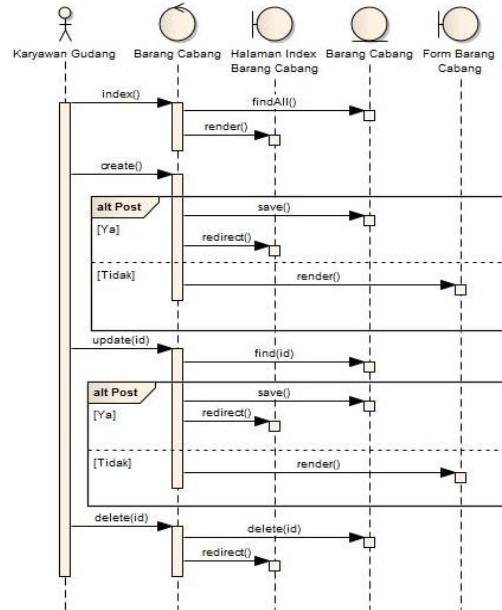 Karyawan Gudang
Barang Cabang
Halaman Index
Barang Cabang
Barang Cabang
Form Barang
Cabang
index()
findAll()
render()
create()
alt Post
save()
[Ya]
redirect()
[Tidak]
render()
update(id)
find(id)
alt Post
save()
[Ya]
redirect()
[Tidak]
render()
delete(id)
delete(id)
redirect()